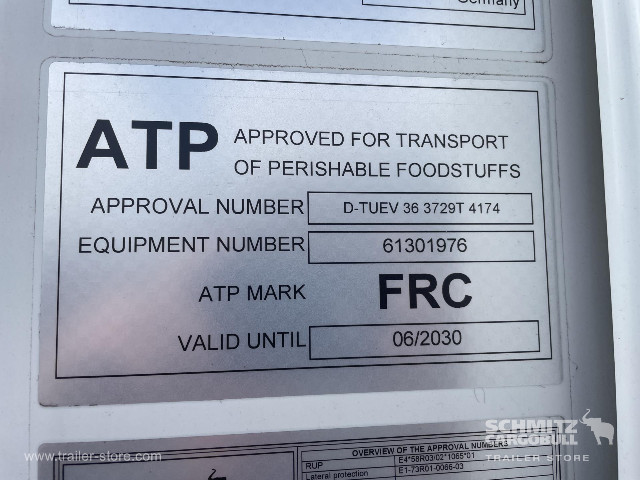 Germany
ATP APPROVED FOR TRANSPORT
OF PERISHABLE FOODSTUFFS
APPROVAL NUMBER D-TUEV 36 3729T 4174
EQUIPMENT NUMBER 61301976
ATP MARK FRC
VALID UNTIL 06/2030
OVERVIEW OF THE APPROVAL NUMBERS
RUP E4*58R03/02*1065*01
Lateral protection E1-73R01-0066-03
SCHMITZ
CARGOBULL
TRAILER STORE
www.trailer-store.com